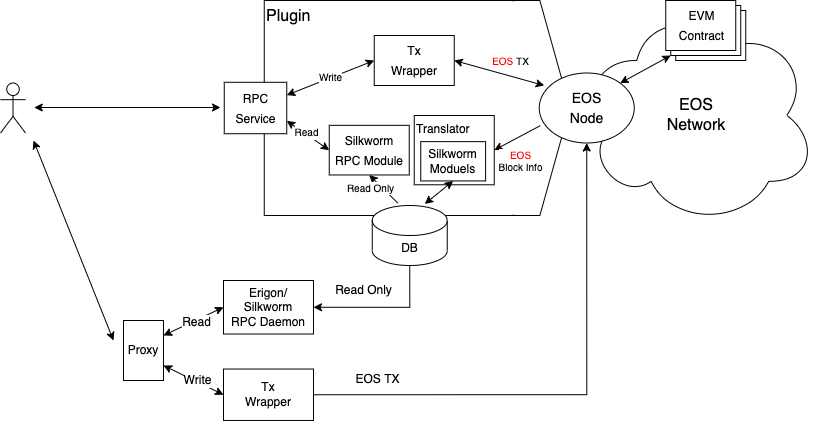 Plugin
EVM
Contract
Tx
Wrapper
EOS TX
Write
RPC
Service
EOS
Node
EOS
Network
Read
Silkworm
RPC Module
Translator
Silkworm
Moduels
EOS
Block Info
Read Only
DB
Read Only
Erigon/
Silkworm
RPC Daemon
Read
Proxy
Write
Tx
Wrapper
EOS TX